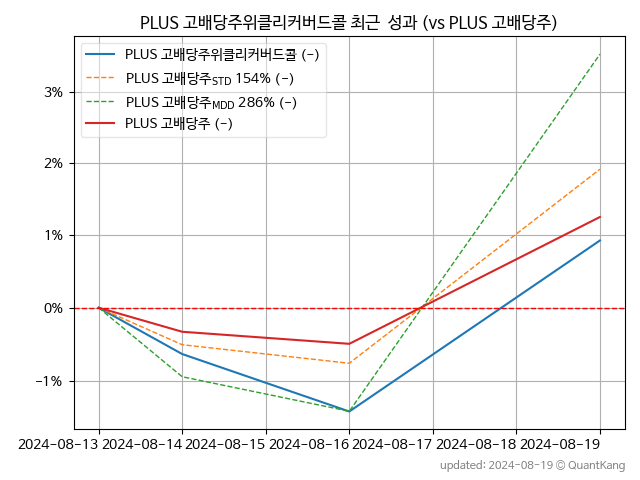 PLUS 고배당주위클리커버드콜 최근  성과 (vs PLUS 고배당주)
PLUS 고배당주위클리커버드콜 (-)
PLUS 고배당주STD 154% (-)
PLUS 고배당주MDD 286% (-)
PLUS 고배당주 (-)
3%
2%
1%
0%
-1%
2024-08-13 2024-08-14 2024-08-15 2024-08-16 2024-08-17 2024-08-18 2024-08-19
updated: 2024-08-19 © QuantKang